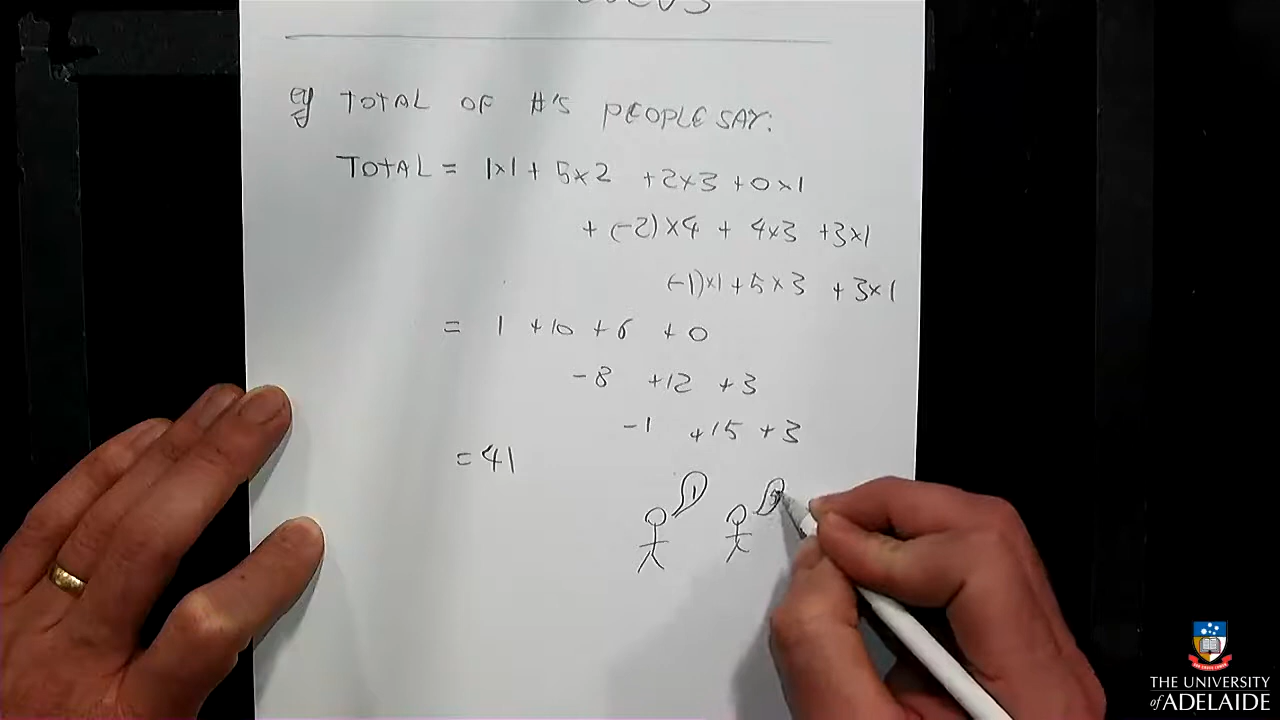 eg TOTAL OF #'S PEOPLE SAY:
TOTAL = 1×1 + 5×2 +2×3 +0×1
+ (-2)×4 + 4×3 +3×1
(-1)×1 + 5×3 +3×1
= 1 +10 +6 +0
-8 +12 +3
-1 +15 +3
= 41
1
THE UNIVERSITY
of ADELAIDE